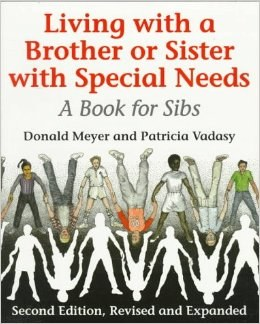 Living with a
Brother or Sister
with Special Needs
A Book for Sibs
Donald Meyer and Patricia Vadasy
Second Edition, Revised and Expanded